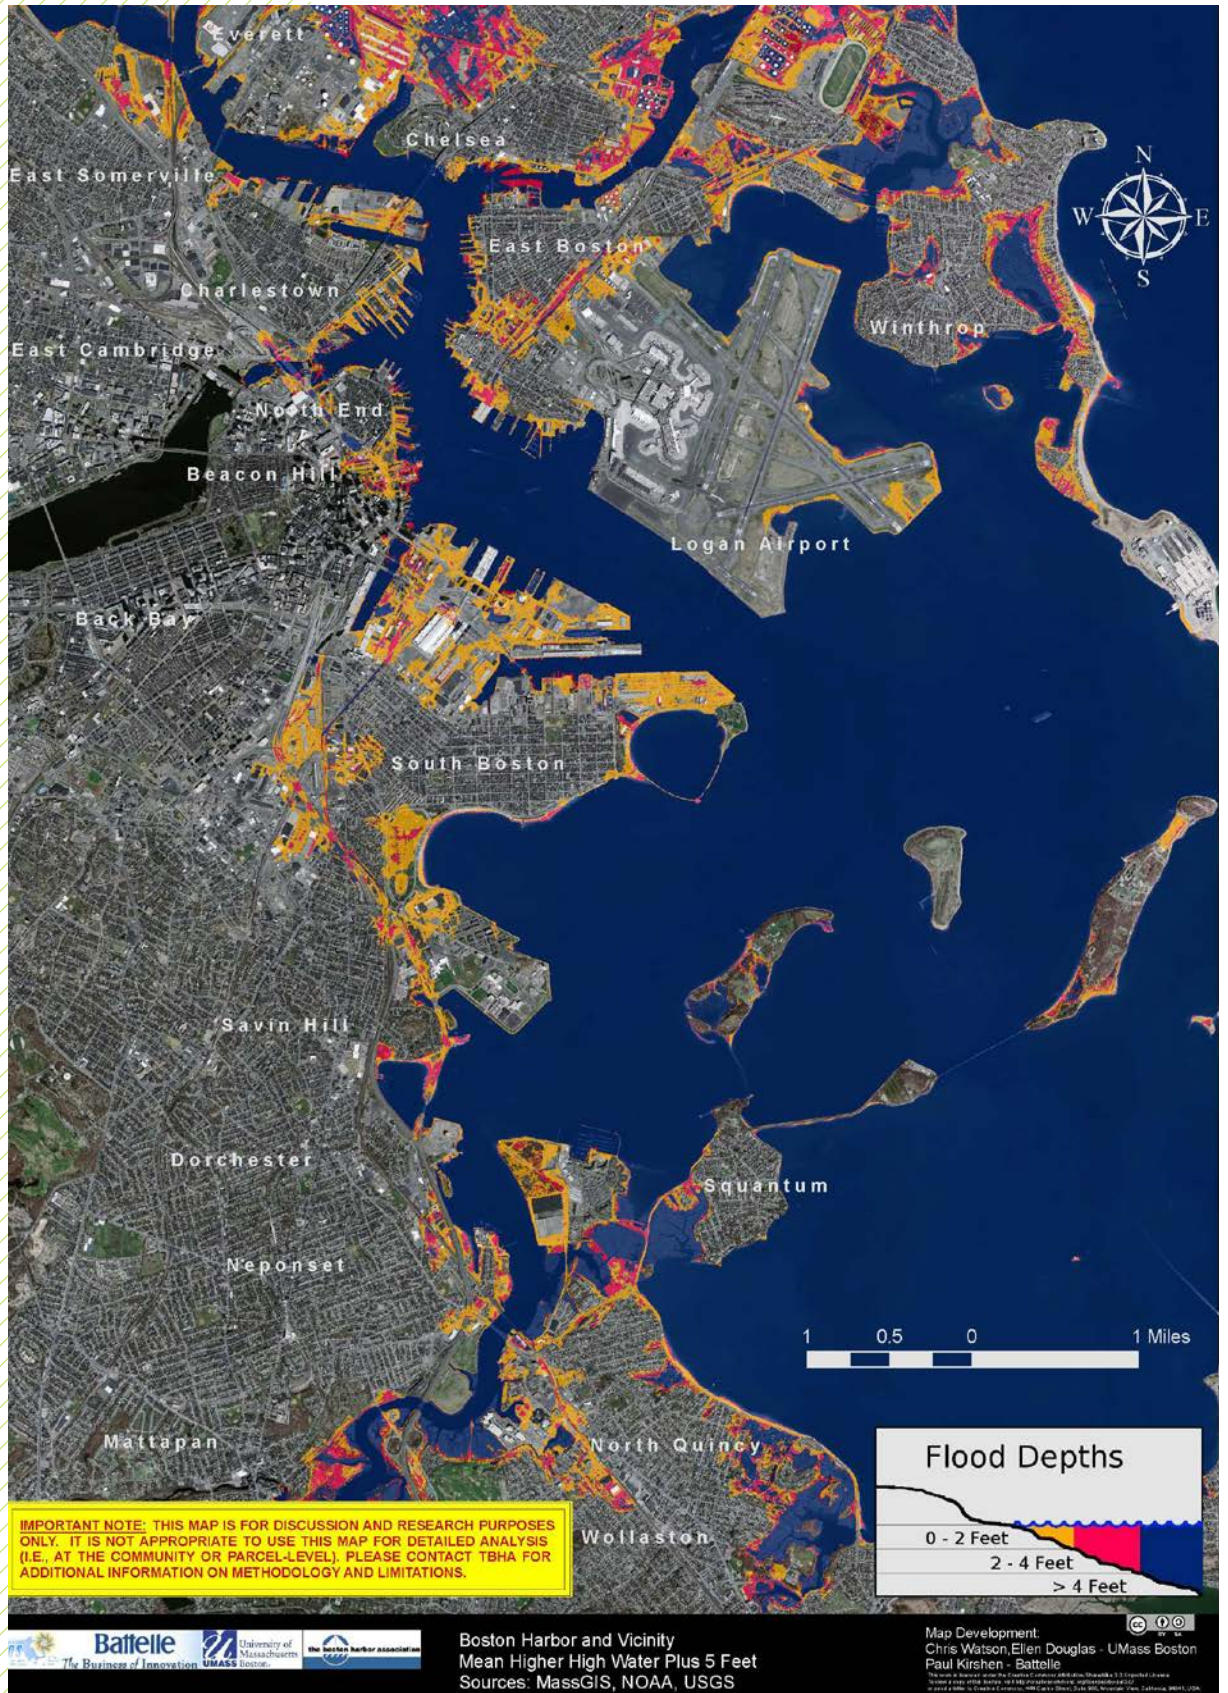 Everett
Chelsea
East Somerville
East Boston
Charlestown
N
W E
S
East Cambridge
Winthrop
North End
Beacon Hill
Logan Airport
Back Bay
South Boston
Savin Hill
Dorchester
Squantum
Neponset
1 0.5 0 1 Miles
Mattapan
North Quincy
Wollaston
Flood Depths
0 - 2 Feet
2 - 4 Feet
> 4 Feet
IMPORTANT NOTE: THIS MAP IS FOR DISCUSSION AND RESEARCH PURPOSES
ONLY. IT IS NOT APPROPRIATE TO USE THIS MAP FOR DETAILED ANALYSIS
(I.E., AT THE COMMUNITY OR PARCEL-LEVEL). PLEASE CONTACT TBHA FOR
ADDITIONAL INFORMATION ON METHODOLOGY AND LIMITATIONS.
Battelle
The Business of Innovation
UMASS
University of
Massachusetts
Boston
the boston harbor association
Boston Harbor and Vicinity
Mean Higher High Water Plus 5 Feet
Sources: MassGIS, NOAA, USGS
cc
BY SA
Map Development:
Chris Watson,Ellen Douglas - UMass Boston
Paul Kirshen - Battelle